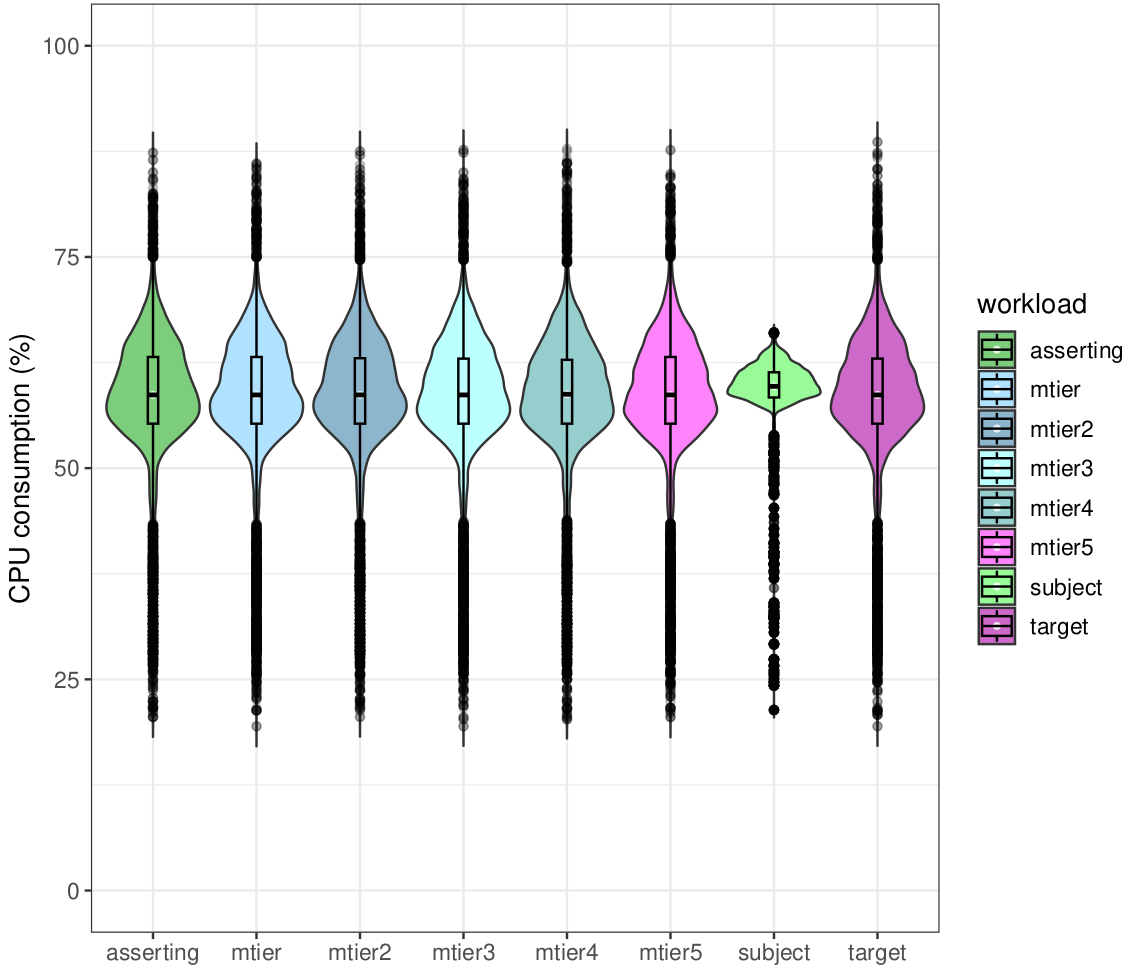 CPU consumption (%)
100
75
50
25
0
asserting
mtier
mtier2
mtier3
mtier4
mtier5
subject
target
workload
asserting
mtier
mtier2
mtier3
mtier4
mtier5
subject
target